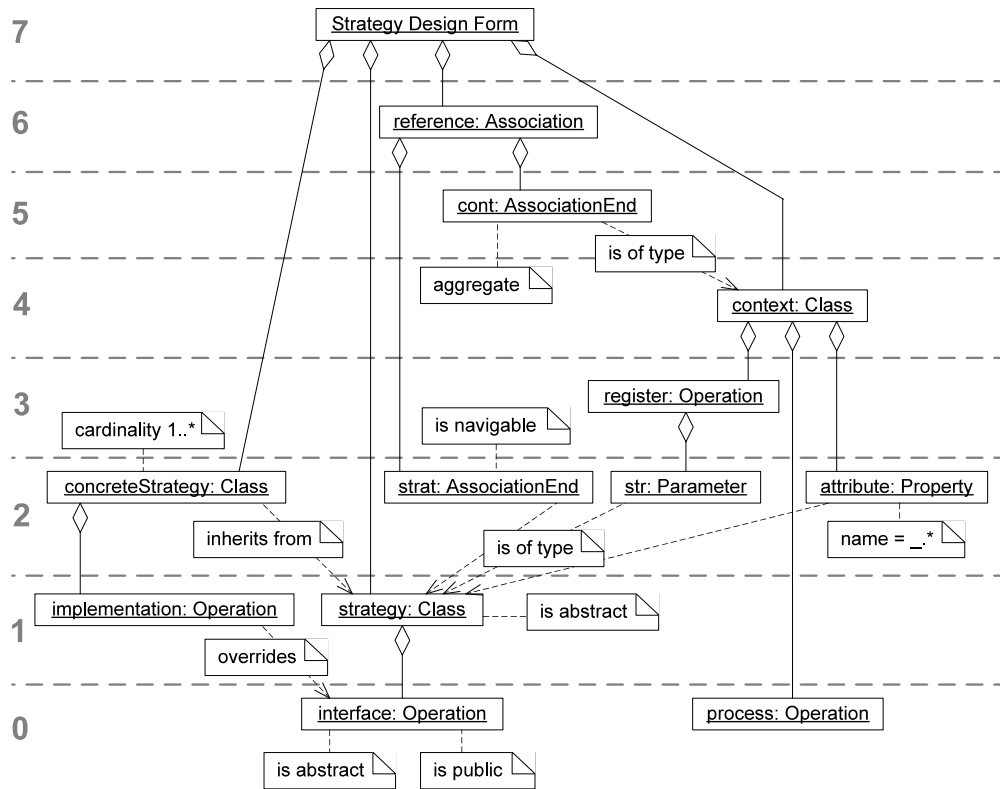 7
Strategy Design Form
6
reference: Association
5
cont: AssociationEnd
is of type
aggregate
4
context: Class
3
register: Operation
cardinality 1..*
is navigable
2
concreteStrategy: Class
strat: AssociationEnd
str: Parameter
attribute: Property
inherits from
is of type
name = _.*
1
implementation: Operation
strategy: Class
is abstract
overrides
0
interface: Operation
process: Operation
is abstract
is public